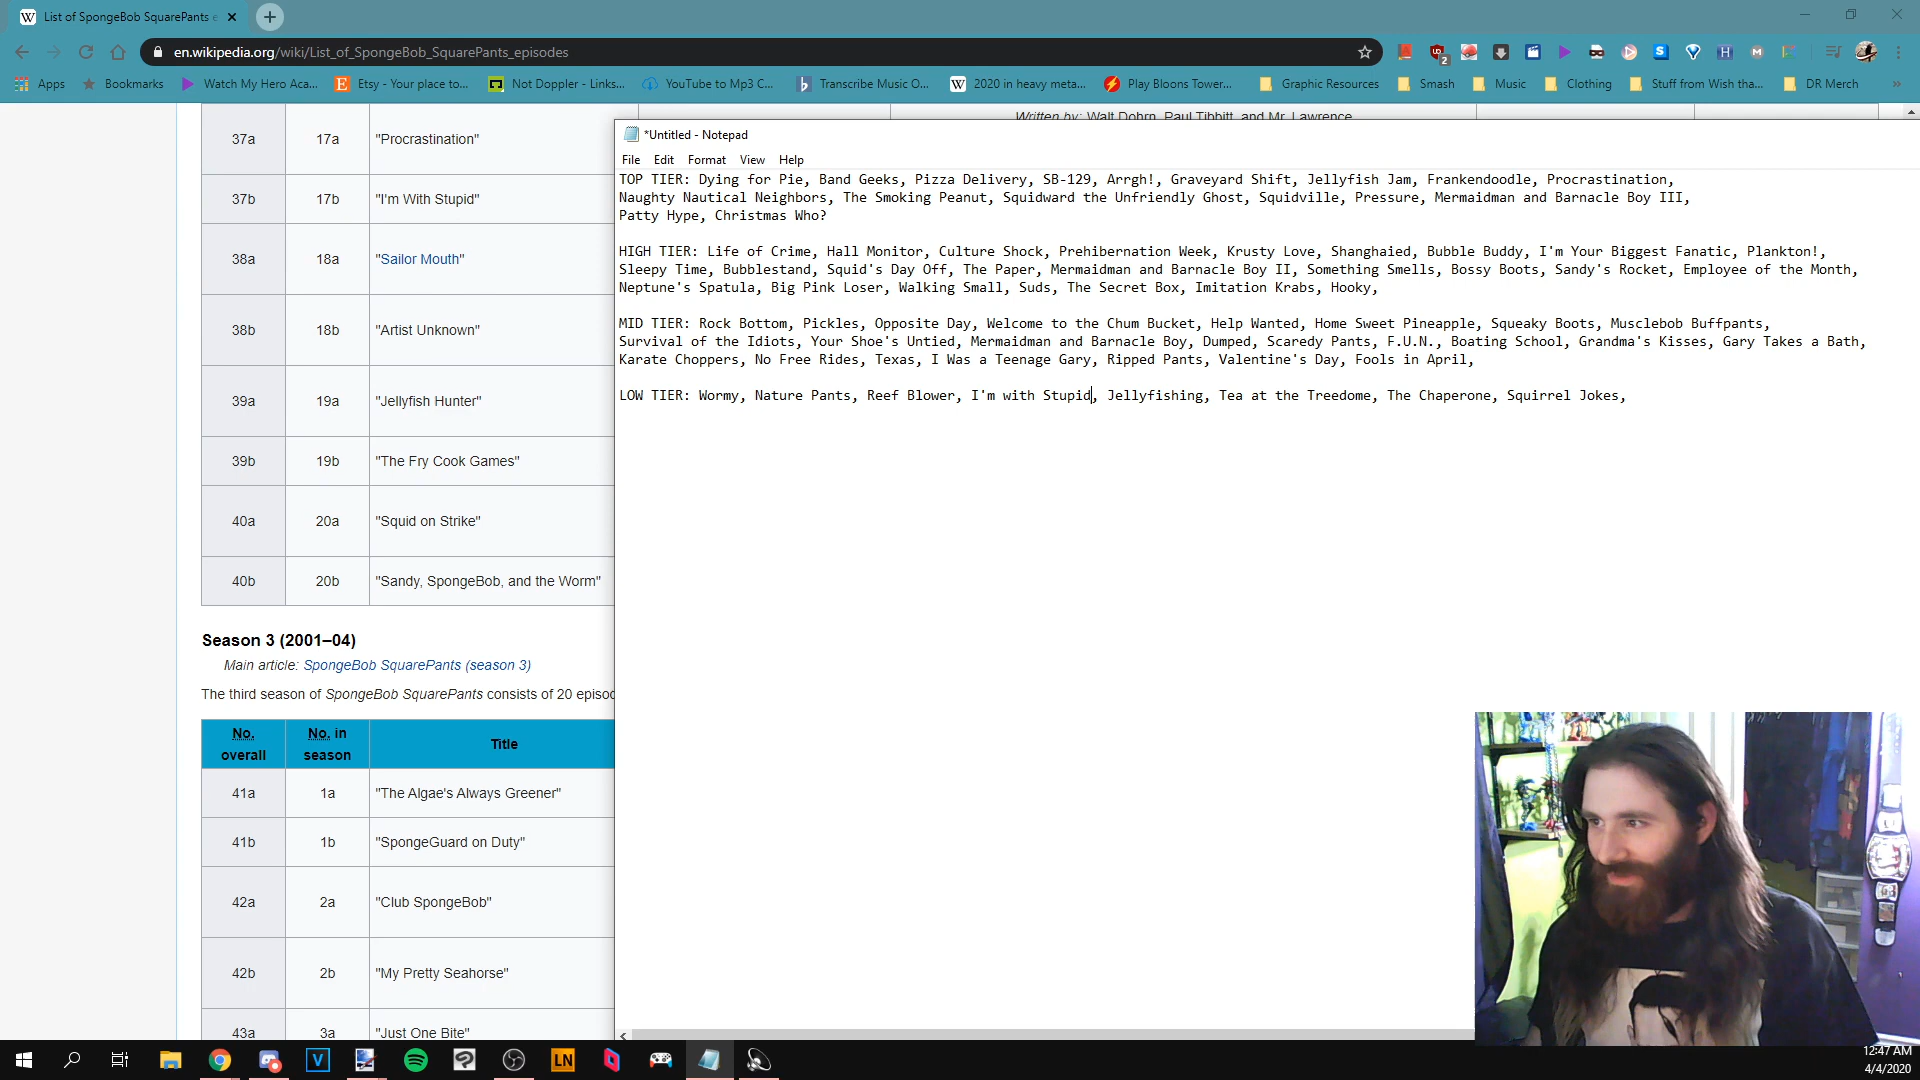 List of SpongeBob SquarePants e
en.wikipedia.org/wiki/List_of_SpongeBob_SquarePants_episodes
2
Apps
Bookmarks
Watch My Hero Aca...
Etsy - Your place to...
Not Doppler - Links...
YouTube to Mp3 C...
Transcribe Music O...
2020 in heavy meta...
Play Bloons Tower...
Graphic Resources
Smash
Music
Clothing
Stuff from Wish tha...
DR Merch
»
37a 17a "Procrastination"
37b 17b "I'm With Stupid"
38a 18a "Sailor Mouth"
38b 18b "Artist Unknown"
39a 19a "Jellyfish Hunter"
39b 19b "The Fry Cook Games"
40a 20a "Squid on Strike"
40b 20b "Sandy, SpongeBob, and the Worm"
Season 3 (2001–04)
Main article: SpongeBob SquarePants (season 3)
The third season of SpongeBob SquarePants consists of 20 episod
No. overall No. in season Title
41a 1a "The Algae's Always Greener"
41b 1b "SpongeGuard on Duty"
42a 2a "Club SpongeBob"
42b 2b "My Pretty Seahorse"
43a 3a "Just One Bite"
Written by: Walt Dohrn, Paul Tibbitt, and Mr. Lawrence
*Untitled - Notepad
File Edit Format View Help
TOP TIER: Dying for Pie, Band Geeks, Pizza Delivery, SB-129, Arrgh!, Graveyard Shift, Jellyfish Jam, Frankendoodle, Procrastination,
Naughty Nautical Neighbors, The Smoking Peanut, Squidward the Unfriendly Ghost, Squidville, Pressure, Mermaidman and Barnacle Boy III,
Patty Hype, Christmas Who?
HIGH TIER: Life of Crime, Hall Monitor, Culture Shock, Prehibernation Week, Krusty Love, Shanghaied, Bubble Buddy, I'm Your Biggest Fanatic, Plankton!,
Sleepy Time, Bubblestand, Squid's Day Off, The Paper, Mermaidman and Barnacle Boy II, Something Smells, Bossy Boots, Sandy's Rocket, Employee of the Month,
Neptune's Spatula, Big Pink Loser, Walking Small, Suds, The Secret Box, Imitation Krabs, Hooky,
MID TIER: Rock Bottom, Pickles, Opposite Day, Welcome to the Chum Bucket, Help Wanted, Home Sweet Pineapple, Squeaky Boots, Musclebob Buffpants,
Survival of the Idiots, Your Shoe's Untied, Mermaidman and Barnacle Boy, Dumped, Scaredy Pants, F.U.N., Boating School, Grandma's Kisses, Gary Takes a Bath,
Karate Choppers, No Free Rides, Texas, I Was a Teenage Gary, Ripped Pants, Valentine's Day, Fools in April,
LOW TIER: Wormy, Nature Pants, Reef Blower, I'm with Stupid, Jellyfishing, Tea at the Treedome, The Chaperone, Squirrel Jokes,
LN
12:47 AM
4/4/2020